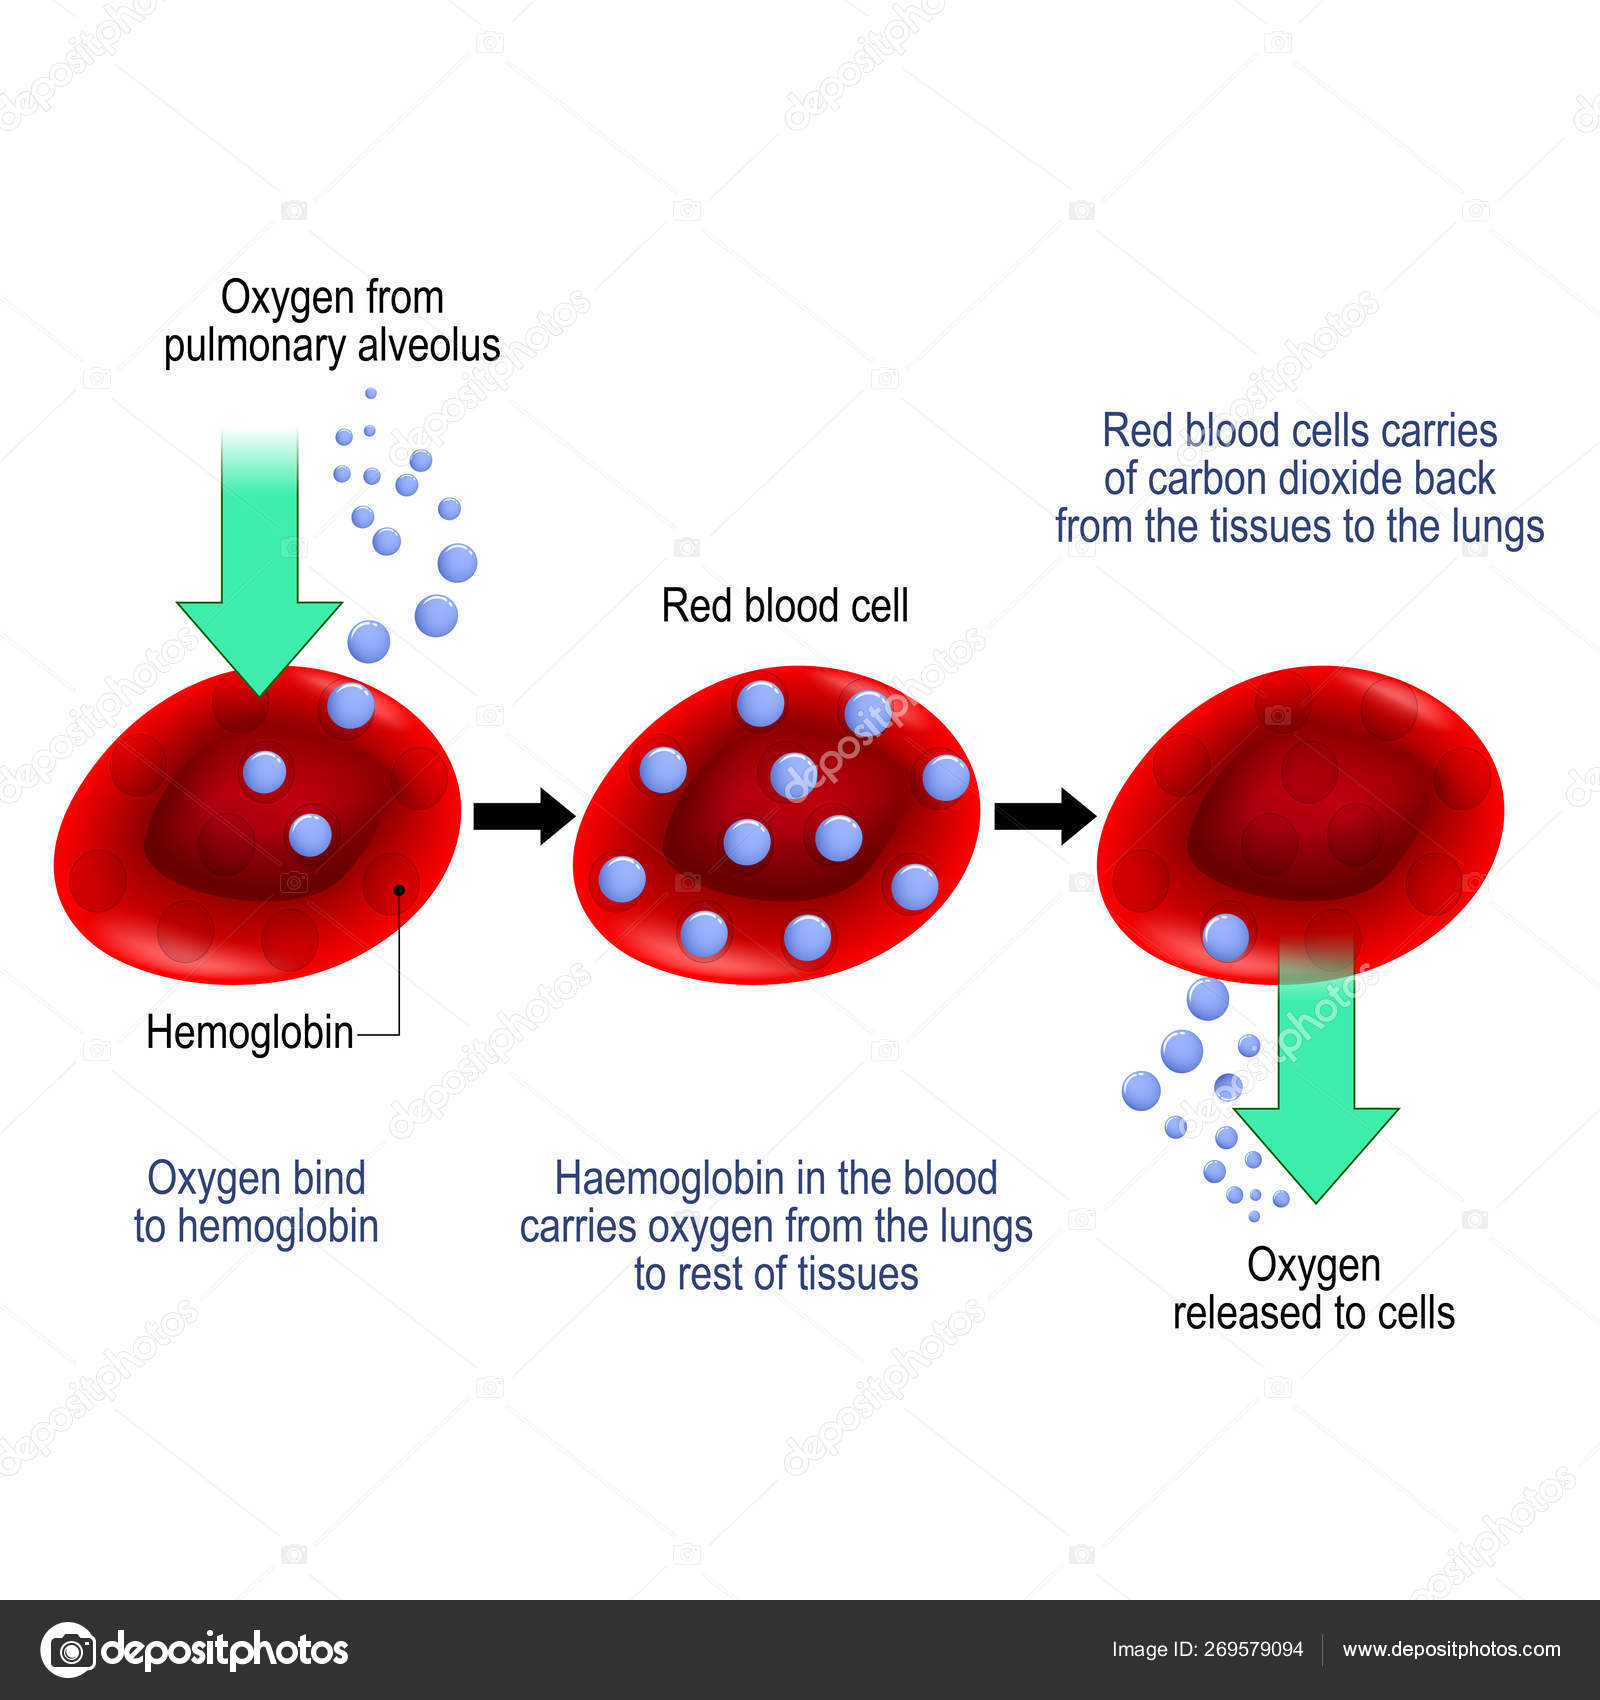 Oxygen from
pulmonary alveolus
Red blood cells carries
of carbon dioxide back
from the tissues to the lungs
Red blood cell
Hemoglobin
Oxygen bind
to hemoglobin
Haemoglobin in the blood
carries oxygen from the lungs
to rest of tissues
Oxygen
released to cells
depositphotos
Image ID: 269579094
www.depositphotos.com